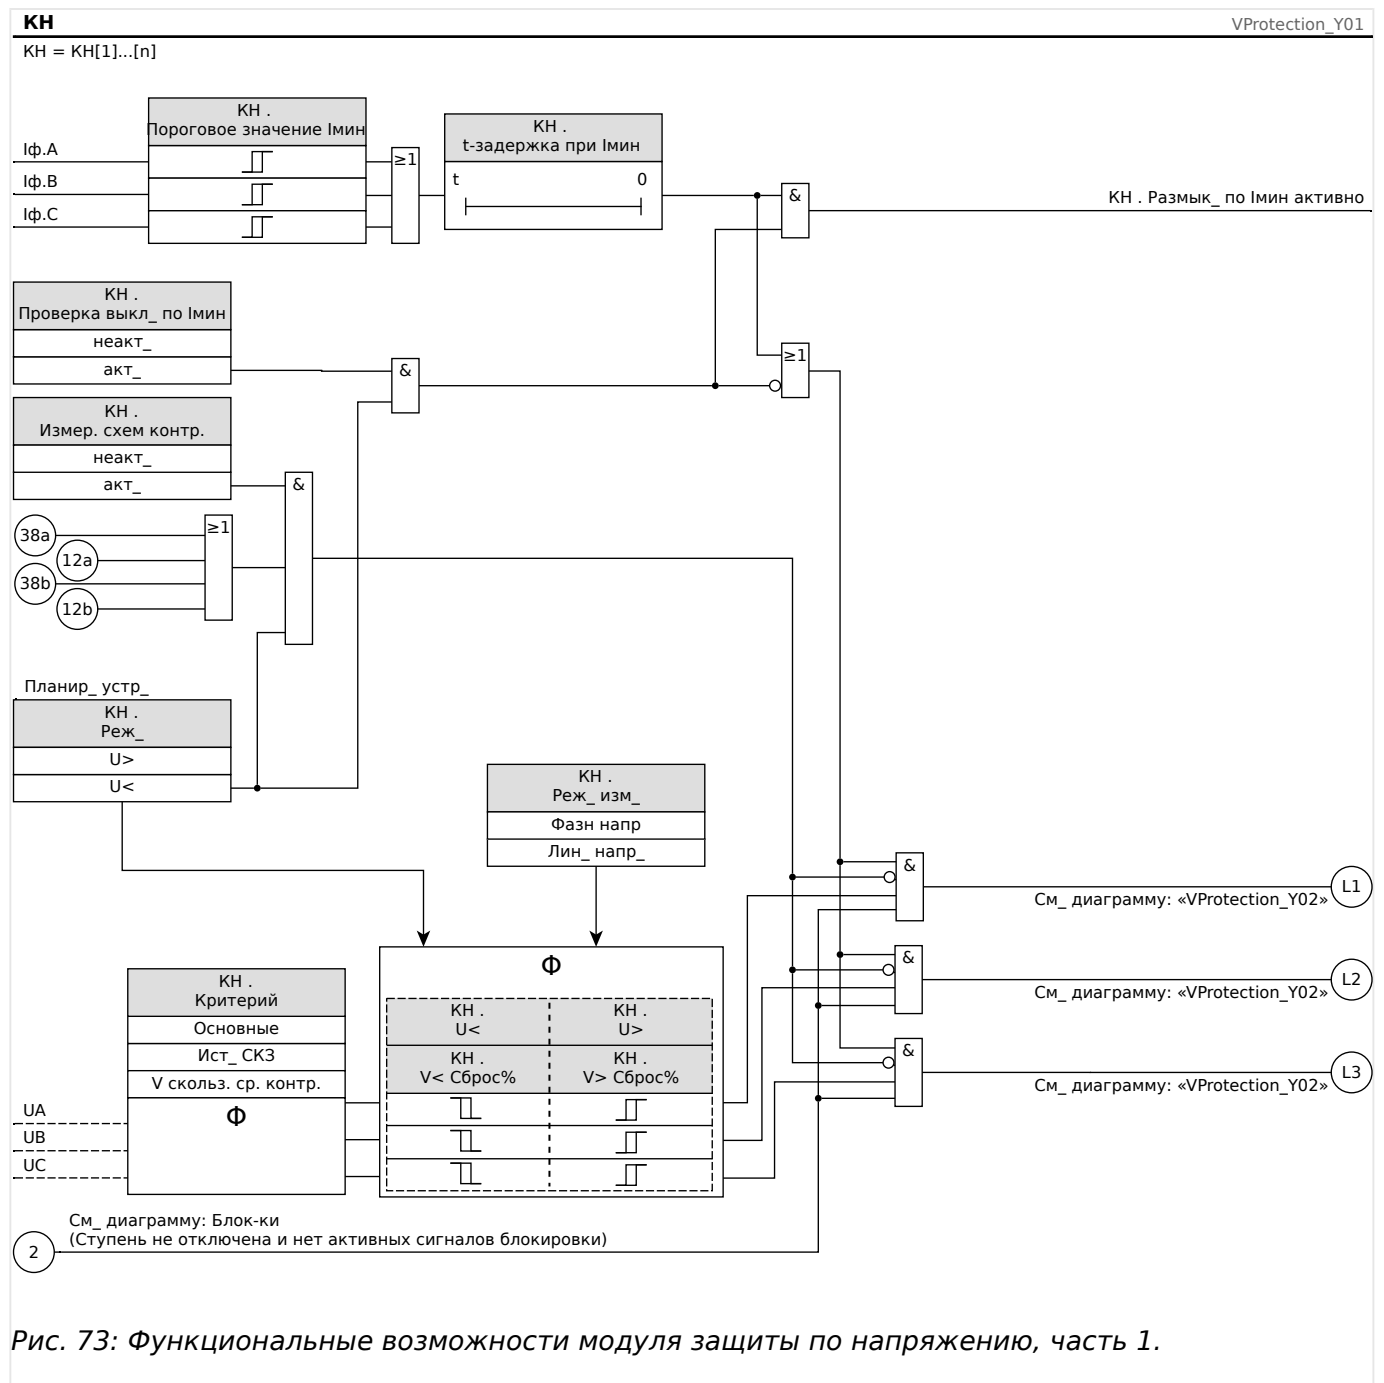 КН
VProtection_Y01
КН = КН[1]...[n]
КН .
Пороговое значение Iмин
Iф.A
Iф.B
Iф.C
≥1
КН .
t-задержка при Iмин
t
0
&
КН . Размык_ по Iмин активно
КН .
Проверка выкл_ по Iмин
неакт_
акт_
&
≥1
КН .
Измер. схем контр.
неакт_
акт_
&
38a
12a
38b
12b
≥1
Планир_ устр_
КН .
Реж_
U>
U<
КН .
Реж_ изм_
Фазн напр
Лин_ напр_
&
L1
См_ диаграмму: «VProtection_Y02»
&
L2
См_ диаграмму: «VProtection_Y02»
&
L3
См_ диаграмму: «VProtection_Y02»
Ф
КН .
U<
КН .
U>
КН .
V< Сброс%
КН .
V> Сброс%
КН .
Критерий
Основные
Ист_ СКЗ
V скольз. ср. контр.
Ф
UA
UB
UC
См_ диаграмму: Блок-ки
(Ступень не отключена и нет активных сигналов блокировки)
2
Рис. 73: Функциональные возможности модуля защиты по напряжению, часть 1.